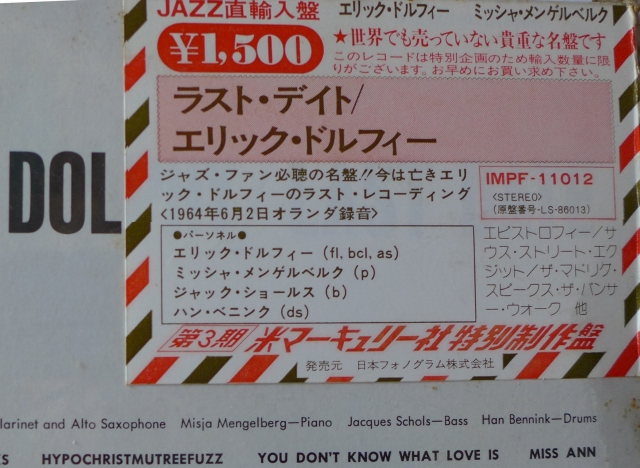 JAZZ直輸入盤
エリック・ドルフィー ミッシャ・メンゲルベルク
¥1,500
★世界でも売っていない貴重な名盤です
このレコードは特別企画のため輸入数量に限
りがございます。お早めにお買い求め下さい。
ラスト・デイト/
エリック・ドルフィー
ジャズ・ファン必聴の名盤!!今は亡きエリ
ック・ドルフィーのラスト・レコーディング
<1964年6月2日オランダ録音>
IMPF-11012
<STEREO>
(原盤番号-LS-86013)
●パーソネル●
エリック・ドルフィー (fl, bcl, as)
ミッシャ・メンゲルベルク (p)
ジャック・ショールス (b)
ハン・ベニンク (ds)
エピストロフィー/サ
ウス・ストリート・エク
ジット/ザ・マドリグ・
スピークス・ザ・パンサ
ー・ウォーク 他
第3期 米マーキュリー社特別制作盤
発売元 日本フォノグラム株式会社
DOL
larinet and Alto Saxophone Misja Mengelberg—Piano Jacques Schols—Bass Han Bennink—Drums
S HYPOCHRISTMUTREEFUZZ YOU DON'T KNOW WHAT LOVE IS MISS ANN